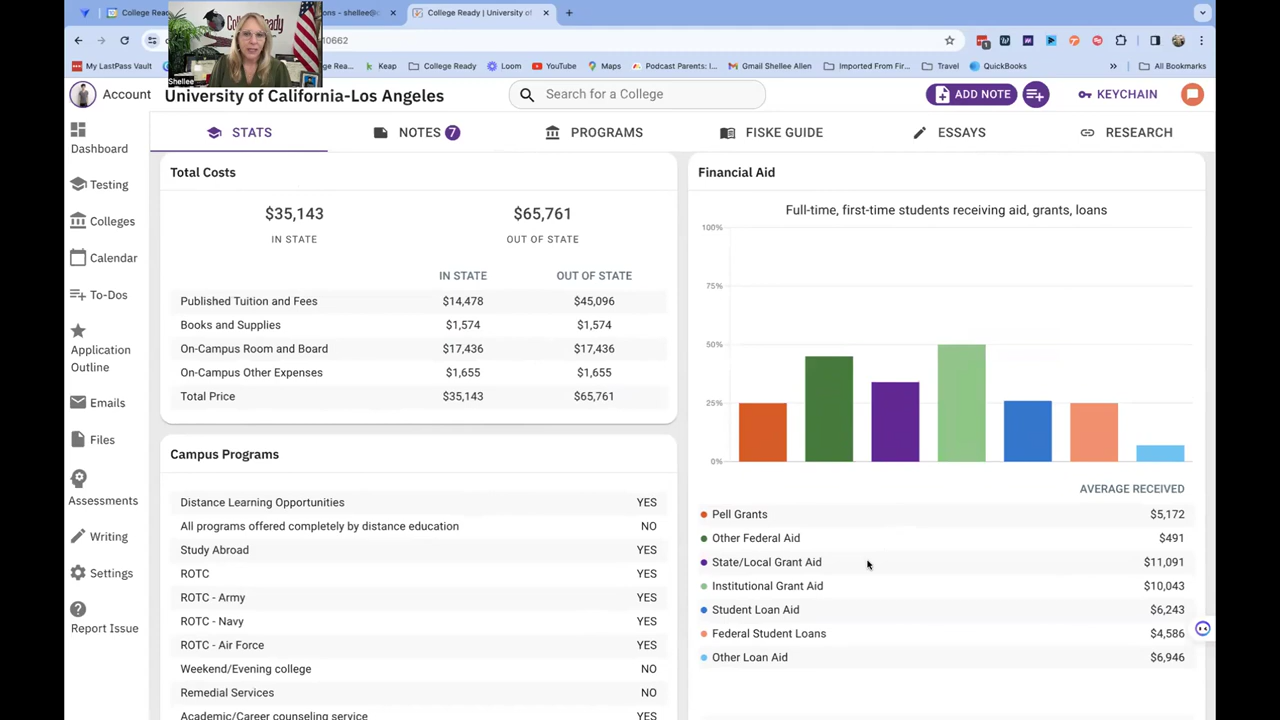 College Ready
ons - shellee@
College Ready | University of
10662
My LastPass Vault
Rea...
Keap
College Ready
Loom
YouTube
Maps
Podcast Parents: I...
Gmail Shellee Allen
Imported From Fir...
Travel
QuickBooks
»
All Bookmarks
Shellee
Account
University of California-Los Angeles
Search for a College
ADD NOTE
KEYCHAIN
STATS
NOTES 7
PROGRAMS
FISKE GUIDE
ESSAYS
RESEARCH
Dashboard
Testing
Colleges
Calendar
To-Dos
Application
Outline
Emails
Files
Assessments
Writing
Settings
Report Issue
Total Costs
$35,143 $65,761
IN STATE OUT OF STATE
IN STATE OUT OF STATE
Published Tuition and Fees $14,478 $45,096
Books and Supplies $1,574 $1,574
On-Campus Room and Board $17,436 $17,436
On-Campus Other Expenses $1,655 $1,655
Total Price $35,143 $65,761
Campus Programs
Distance Learning Opportunities YES
All programs offered completely by distance education NO
Study Abroad YES
ROTC YES
ROTC - Army YES
ROTC - Navy YES
ROTC - Air Force YES
Weekend/Evening college NO
Remedial Services NO
Academic/Career counseling service YES
Financial Aid
Full-time, first-time students receiving aid, grants, loans
100%
75%
50%
25%
0%
AVERAGE RECEIVED
Pell Grants $5,172
Other Federal Aid $491
State/Local Grant Aid $11,091
Institutional Grant Aid $10,043
Student Loan Aid $6,243
Federal Student Loans $4,586
Other Loan Aid $6,946